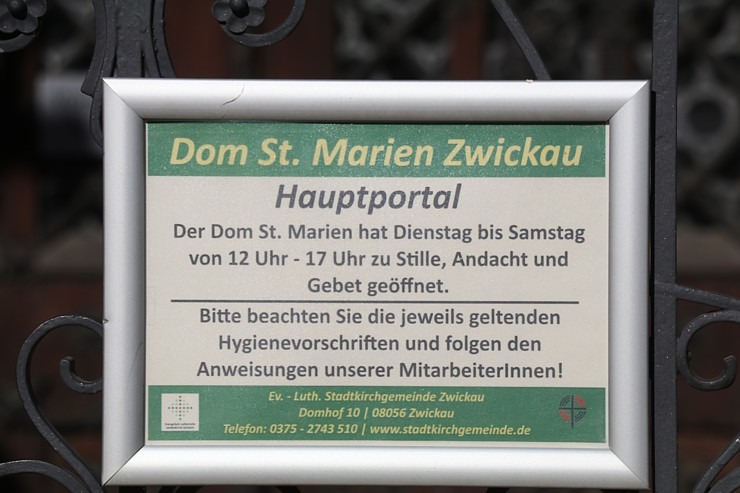 Dom St. Marien Zwickau
Hauptportal
Der Dom St. Marien hat Dienstag bis Samstag
von 12 Uhr - 17 Uhr zu Stille, Andacht und
Gebet geöffnet.
Bitte beachten Sie die jeweils geltenden
Hygienevorschriften und folgen den
Anweisungen unserer MitarbeiterInnen!
Ev. - Luth. Stadtkirchgemeinde Zwickau
Domhof 10 | 08056 Zwickau
Telefon: 0375 - 2743 510 | www.stadtkirchgemeinde.de